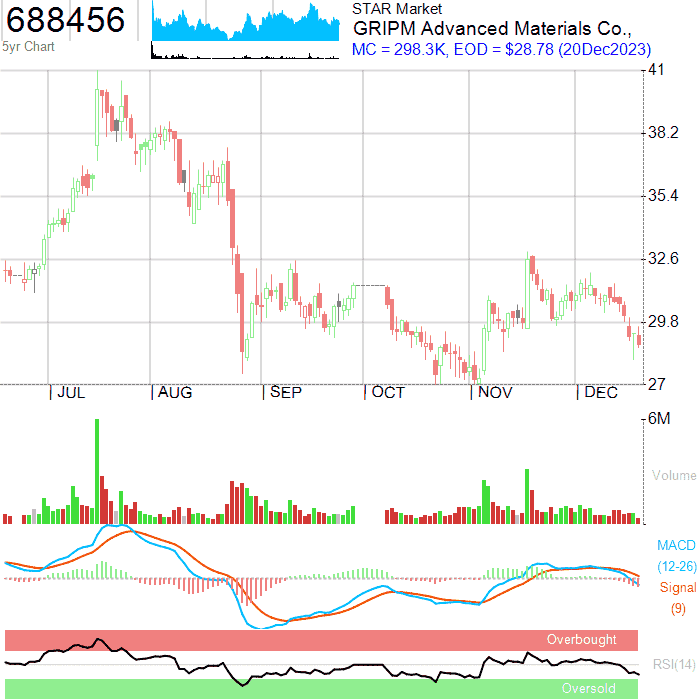 688456
5yr Chart
STAR Market
GRIPM Advanced Materials Co.,
MC = 298.3K, EOD = $28.78 (20Dec2023)
41
38.2
35.4
32.6
29.8
27
JUL AUG SEP OCT NOV DEC
6M
Volume
MACD
(12-26)
Signal
(9)
Overbought
RSI(14)
Oversold